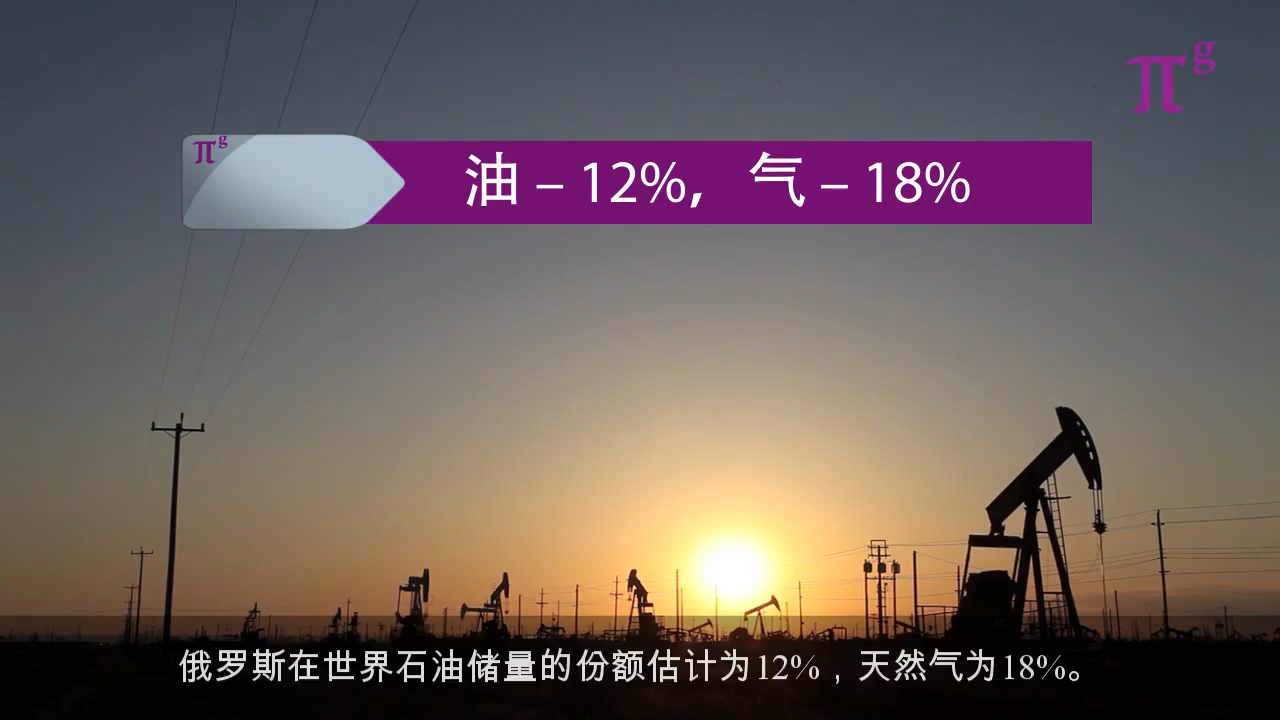 πg
πg
油 – 12%, 气 – 18%
俄罗斯在世界石油储量的份额估计为12%，天然气为18%。